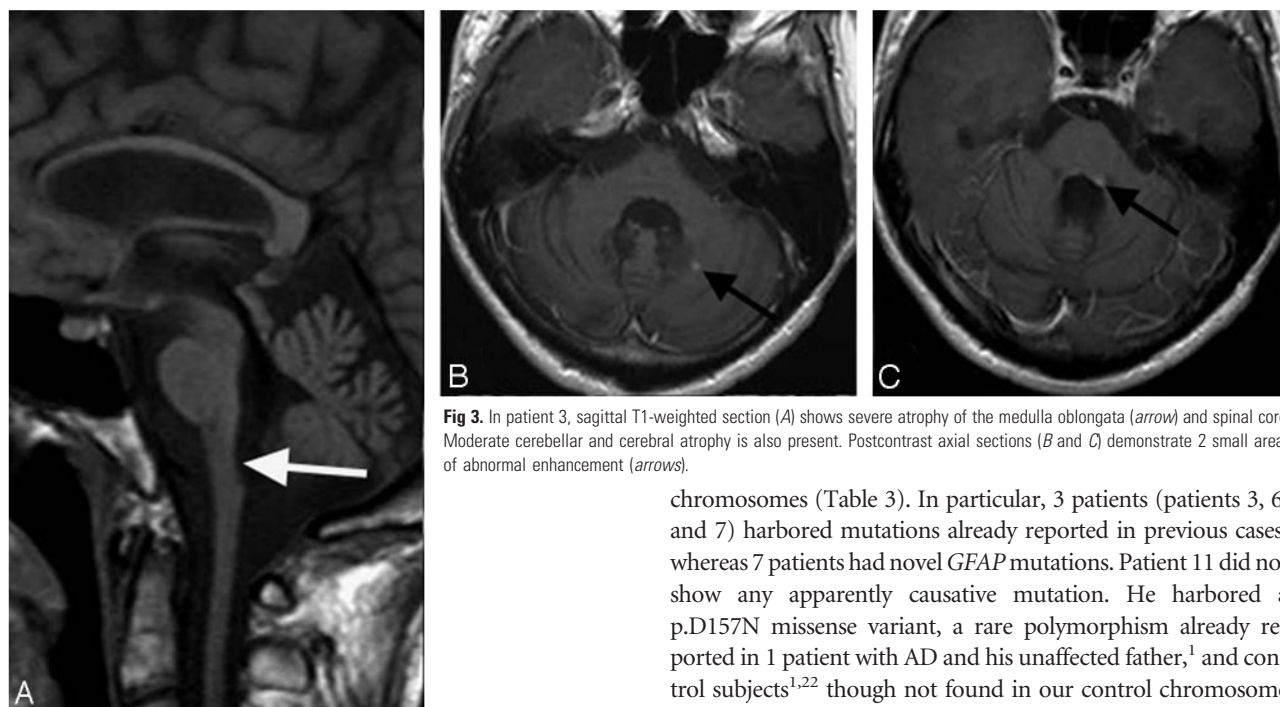 A
B
C
Fig 3. In patient 3, sagittal T1-weighted section (A) shows severe atrophy of the medulla oblongata (arrow) and spinal cor
Moderate cerebellar and cerebral atrophy is also present. Postcontrast axial sections (B and C) demonstrate 2 small area
of abnormal enhancement (arrows).
chromosomes (Table 3). In particular, 3 patients (patients 3, 6
and 7) harbored mutations already reported in previous cases
whereas 7 patients had novel GFAP mutations. Patient 11 did no
show any apparently causative mutation. He harbored a
p.D157N missense variant, a rare polymorphism already re
ported in 1 patient with AD and his unaffected father,1 and con
trol subjects1,22 though not found in our control chromosome